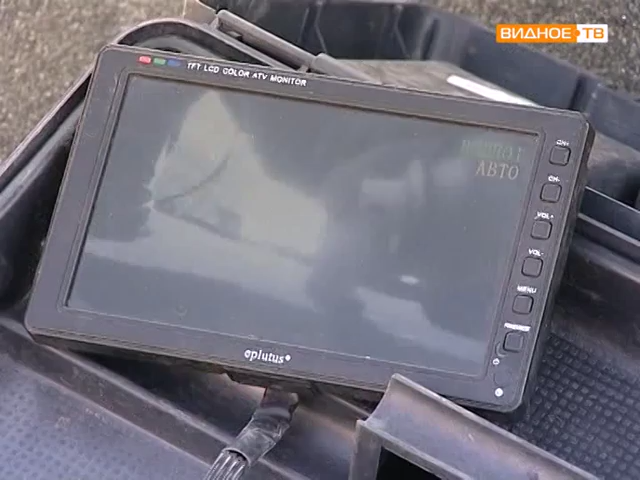 ВИДНОЕ ТВ
TFT LCD COLOR ATV MONITOR
АВТО
CH+
CH-
VOL+
VOL-
MENU
eplutus